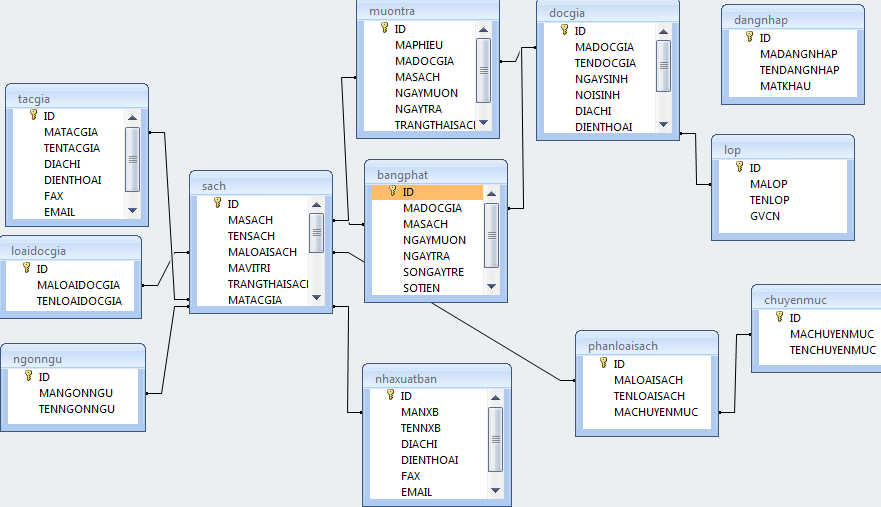 muontra
ID
MAPHIEU
MADOCGIA
MASACH
NGAYMUON
NGAYTRA
TRANGTHAISACH
docgia
ID
MADOCGIA
TENDOCGIA
NGAYSINH
NOISINH
DIACHI
DIENTHOAI
dangnhap
ID
MADANGNHAP
TENDANGNHAP
MATKHAU
tacgia
ID
MATACGIA
TENTACGIA
DIACHI
DIENTHOAI
FAX
EMAIL
sach
ID
MASACH
TENSACH
MALOAISACH
MAVITRI
TRANGTHAISACH
MATACGIA
bangphat
ID
MADOCGIA
MASACH
NGAYMUON
NGAYTRA
SONGAYTRE
SOTIEN
lop
ID
MALOP
TENLOP
GVCN
loaidocgia
ID
MALOAIDOCGIA
TENLOAIDOCGIA
ngonngu
ID
MANGONNGU
TENNGONNGU
nhaxuatban
ID
MANXB
TENNXB
DIACHI
DIENTHOAI
FAX
EMAIL
phanloaisach
ID
MALOAISACH
TENLOAISACH
MACHUYENMUC
chuyenmuc
ID
MACHUYENMUC
TENCHUYENMUC